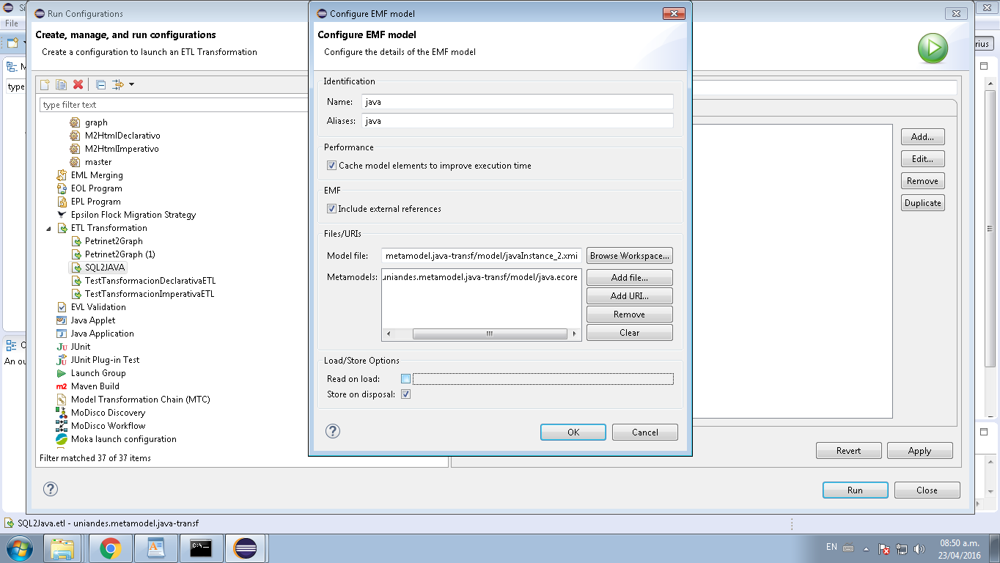 Si
Run Configurations
Configure EMF model
File
Create, manage, and run configurations
Create a configuration to launch an ETL Transformation
Configure EMF model
Configure the details of the EMF model
rius
M
type
type filter text
graph
M2HtmlDeclarativo
M2HtmlImperativo
master
EML Merging
EOL Program
EPL Program
Epsilon Flock Migration Strategy
ETL Transformation
Petrinet2Graph
Petrinet2Graph (1)
SQL2JAVA
TestTansformacionDeclarativaETL
TestTansformacionImperativaETL
EVL Validation
Java Applet
Java Application
JUnit
JUnit Plug-in Test
Launch Group
Maven Build
Model Transformation Chain (MTC)
MoDisco Discovery
MoDisco Workflow
Moka launch configuration
Filter matched 37 of 37 items
Identification
Name: java
Aliases: java
Performance
Cache model elements to improve execution time
EMF
Include external references
Files/URIs
Model file: metamodel.java-transf/model/javaInstance_2.xmi Browse Workspace...
Metamodels: uniandes.metamodel.java-transf/model/java.ecore
Add file...
Add URI...
Remove
Clear
Load/Store Options
Read on load:
Store on disposal:
OK
Cancel
Add...
Edit...
Remove
Duplicate
Revert
Apply
Run
Close
O
An ou
SQL2Java.etl - uniandes.metamodel.java-transf
C:\_
EN
08:50 a.m.
23/04/2016